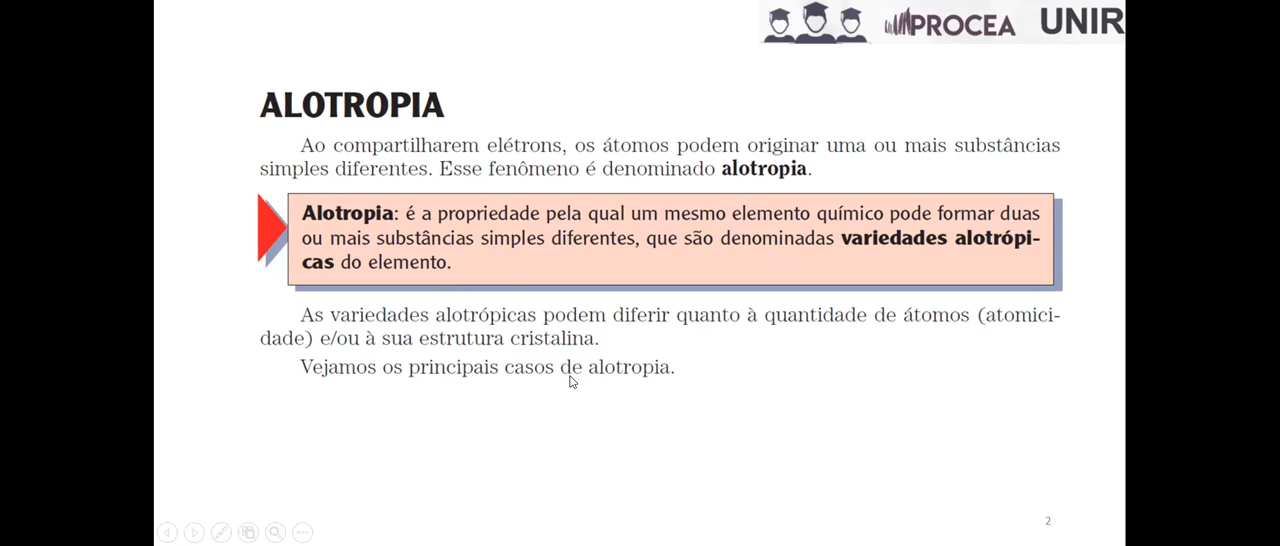 PROCEA UNIR
ALOTROPIA
Ao compartilharem elétrons, os átomos podem originar uma ou mais substâncias
simples diferentes. Esse fenômeno é denominado alotropia.
Alotropia: é a propriedade pela qual um mesmo elemento químico pode formar duas
ou mais substâncias simples diferentes, que são denominadas variedades alotrópi-
cas do elemento.
As variedades alotrópicas podem diferir quanto à quantidade de átomos (atomici-
dade) e/ou à sua estrutura cristalina.
Vejamos os principais casos de alotropia.
2